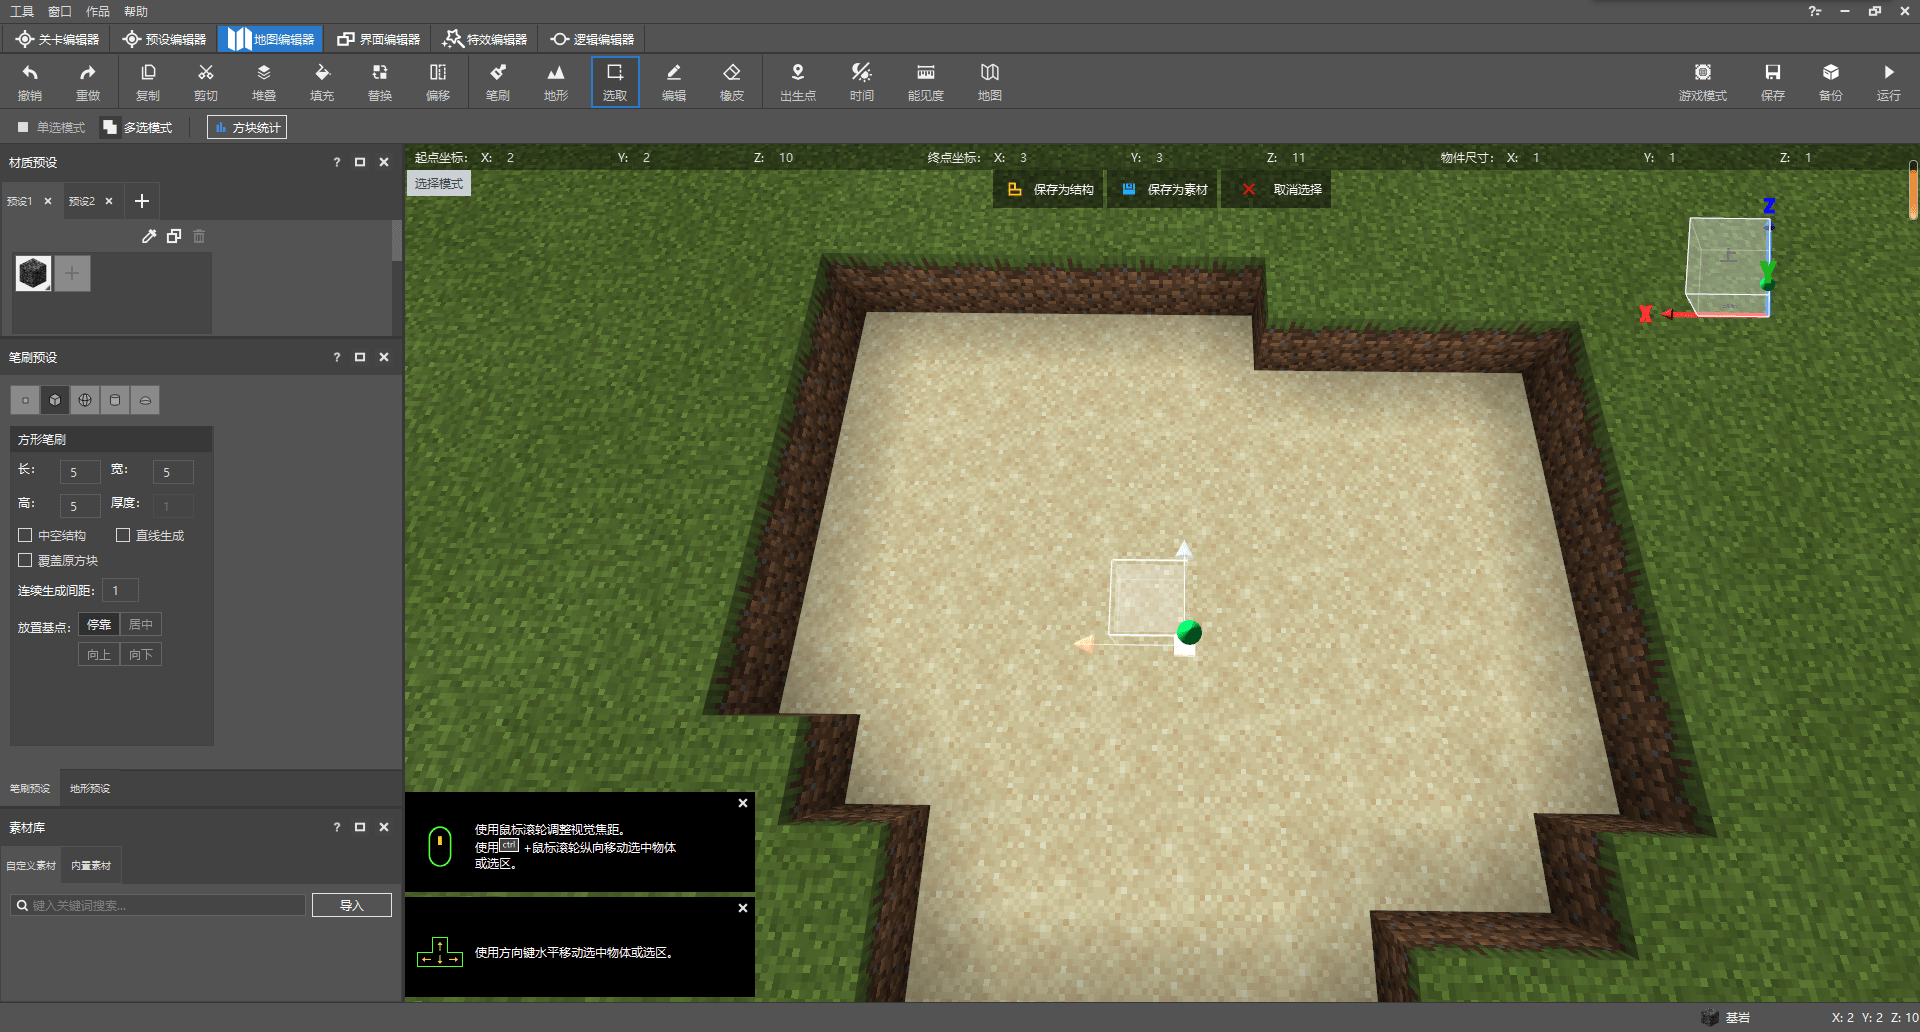 工具 窗口 作品 帮助
关卡编辑器 预设编辑器 地图编辑器 界面编辑器 特效编辑器 逻辑编辑器
撤销 重做 复制 剪切 堆叠 填充 替换 偏移 笔刷 地形 选取 编辑 橡皮 出生点 时间 能见度 地图 游戏模式 保存 备份 运行
单选模式 多选模式 方块统计
材质预设 ?
起点坐标: X: 2 Y: 2 Z: 10 终点坐标: X: 3 Y: 3 Z: 11 物件尺寸: X: 1 Y: 1 Z: 1
选择模式
保存为结构 保存为素材 取消选择
预设1 预设2 +
Z
上
Y
X
笔刷预设 ?
方形笔刷
长: 5 宽: 5
高: 5 厚度: 1
中空结构 直线生成
覆盖原方块
连续生成间距: 1
放置基点: 停靠 居中
向上 向下
笔刷预设 地形预设
素材库 ?
自定义素材 内置素材
键入关键词搜索... 导入
使用鼠标滚轮调整视觉焦距。
使用ctrl+鼠标滚轮纵向移动选中物体
或选区。
使用方向键水平移动选中物体或选区。
基岩 X: 2 Y: 2 Z: 10